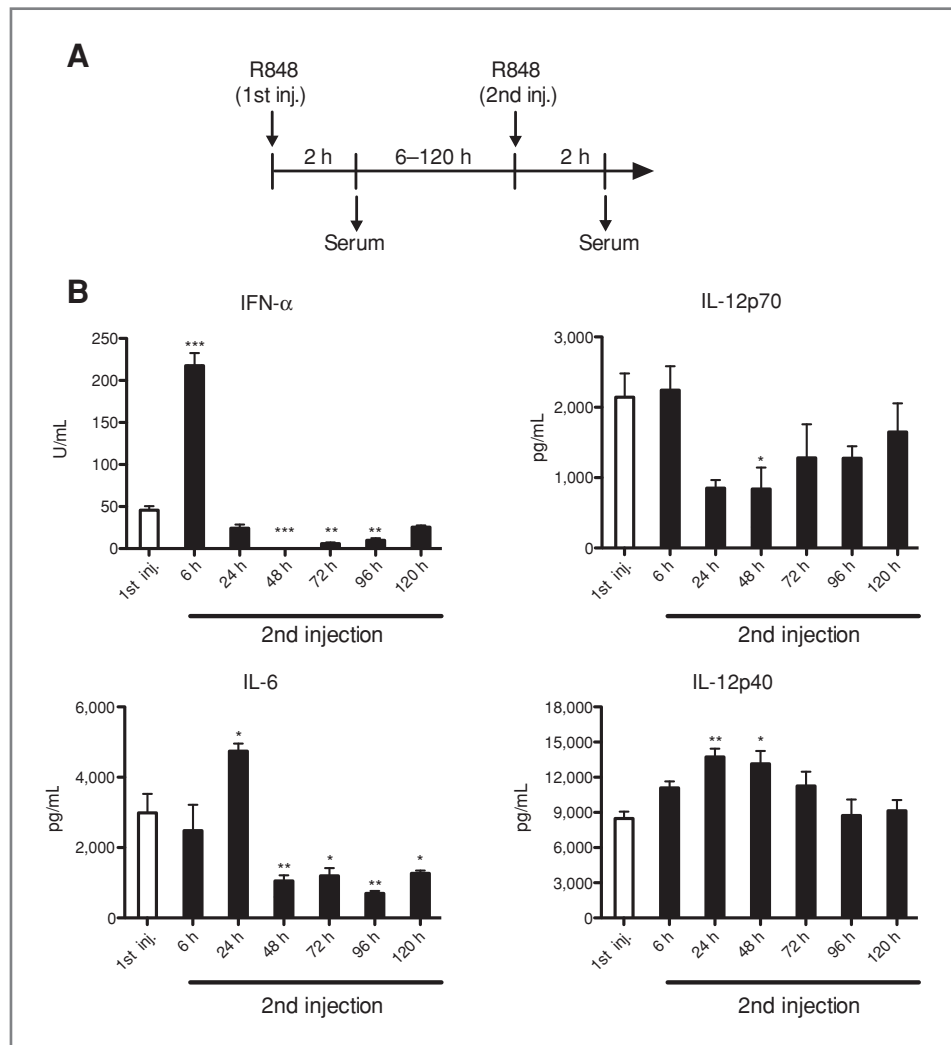 A
R848
(1st inj.)
R848
(2nd inj.)
2 h
6–120 h
2 h
Serum
Serum
B
IFN-α
U/mL
250
200
150
100
50
0
***
***
**
**
1st inj.
6 h
24 h
48 h
72 h
96 h
120 h
2nd injection
IL-12p70
pg/mL
3,000
2,000
1,000
0
*
1st inj.
6 h
24 h
48 h
72 h
96 h
120 h
2nd injection
IL-6
pg/mL
6,000
4,000
2,000
0
*
**
*
**
*
1st inj.
6 h
24 h
48 h
72 h
96 h
120 h
2nd injection
IL-12p40
pg/mL
18,000
15,000
12,000
9,000
6,000
3,000
0
**
*
1st inj.
6 h
24 h
48 h
72 h
96 h
120 h
2nd injection